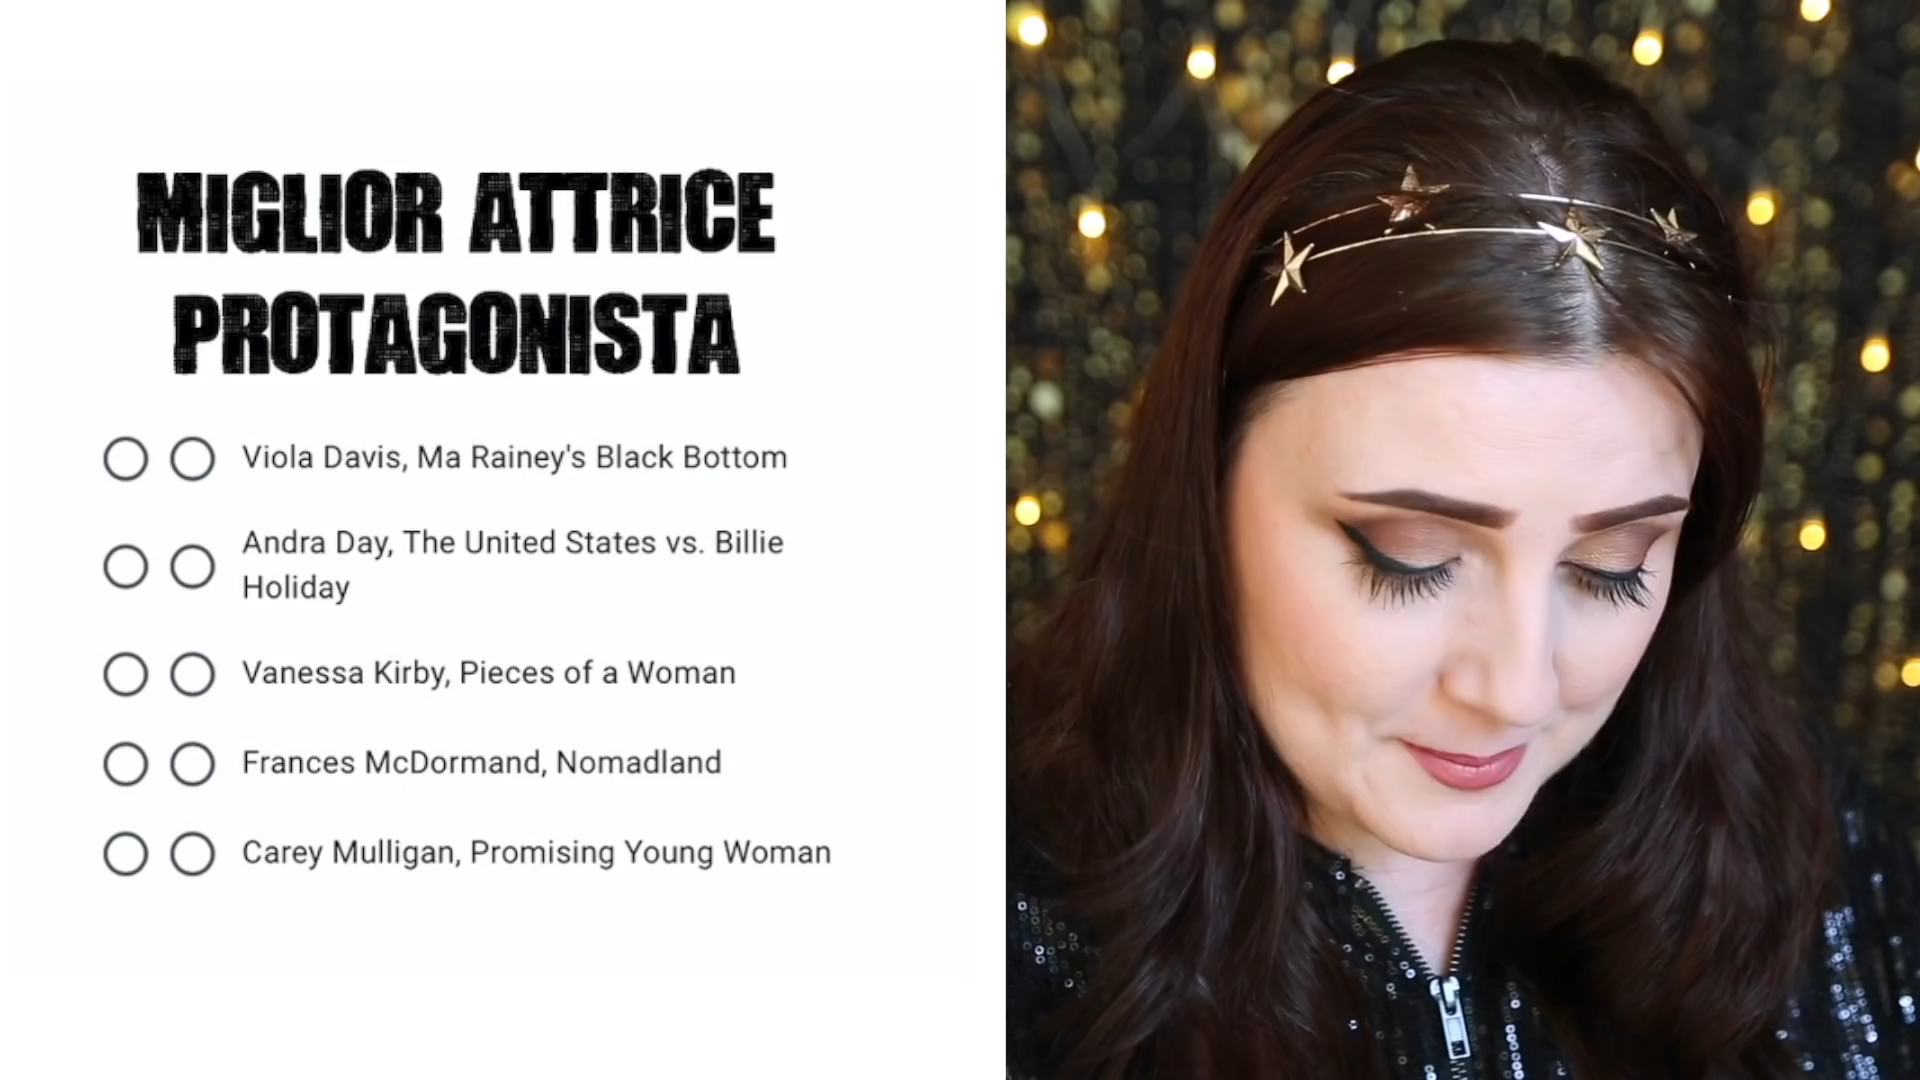 MIGLIOR ATTRICE
PROTAGONISTA
Viola Davis, Ma Rainey's Black Bottom
Andra Day, The United States vs. Billie
Holiday
Vanessa Kirby, Pieces of a Woman
Frances McDormand, Nomadland
Carey Mulligan, Promising Young Woman